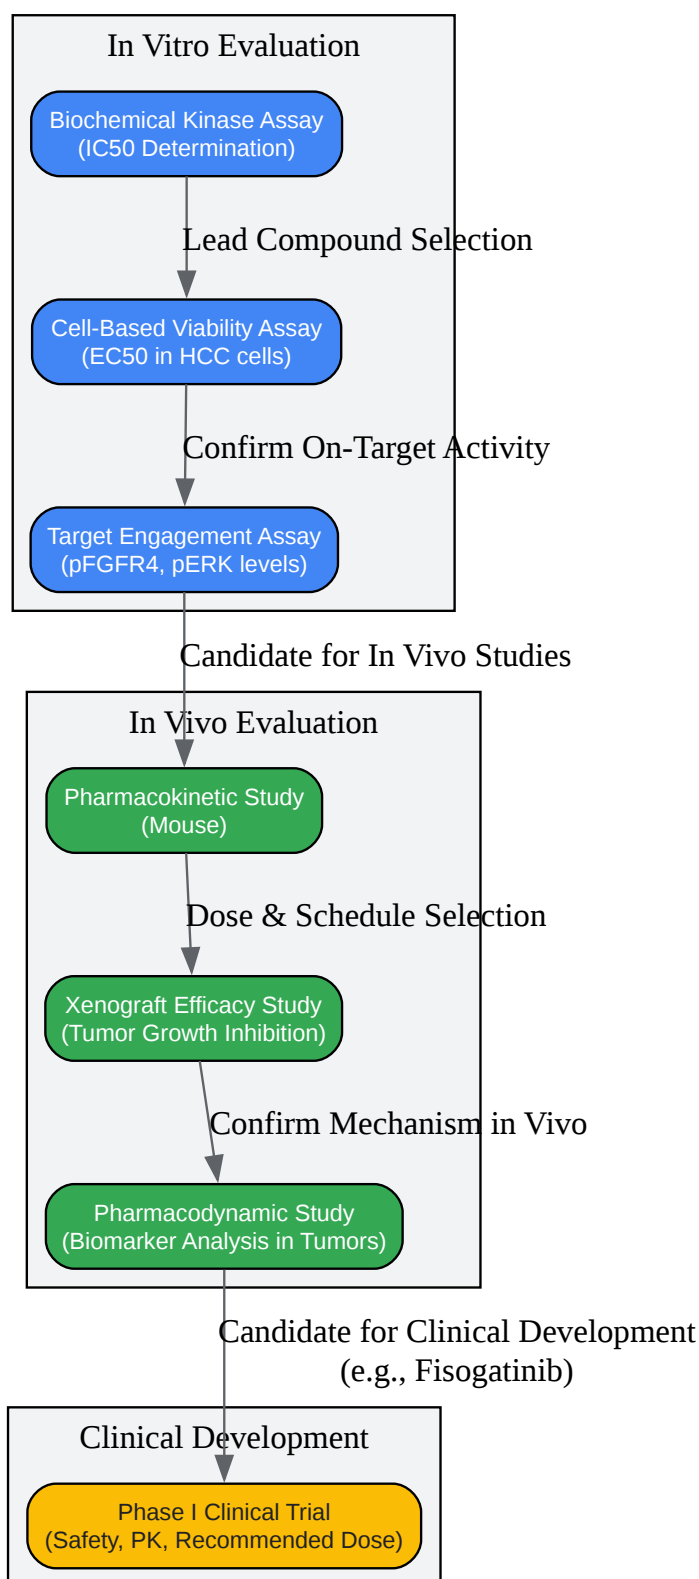 In Vitro Evaluation
Biochemical Kinase Assay
(IC50 Determination)
Lead Compound Selection
Cell-Based Viability Assay
(EC50 in HCC cells)
Confirm On-Target Activity
Target Engagement Assay
(pFGFR4, pERK levels)
Candidate for In Vivo Studies
In Vivo Evaluation
Pharmacokinetic Study
(Mouse)
Dose & Schedule Selection
Xenograft Efficacy Study
(Tumor Growth Inhibition)
Confirm Mechanism in Vivo
Pharmacodynamic Study
(Biomarker Analysis in Tumors)
Candidate for Clinical Development
(e.g., Fisogatinib)
Clinical Development
Phase I Clinical Trial
(Safety, PK, Recommended Dose)